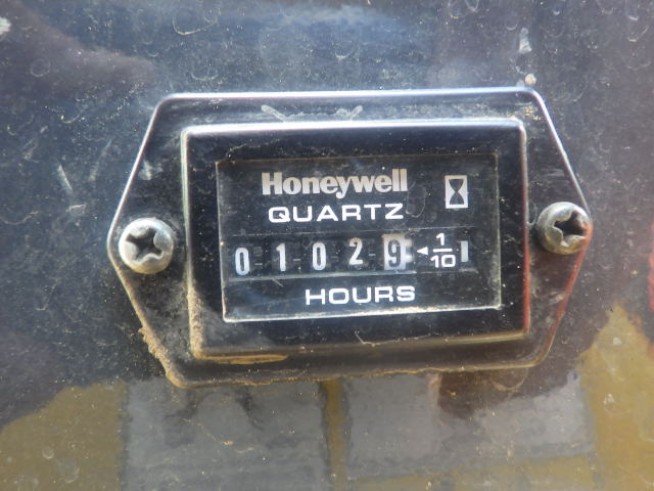 Honeywell
QUARTZ
0 1 0 2 9 1/10
HOURS